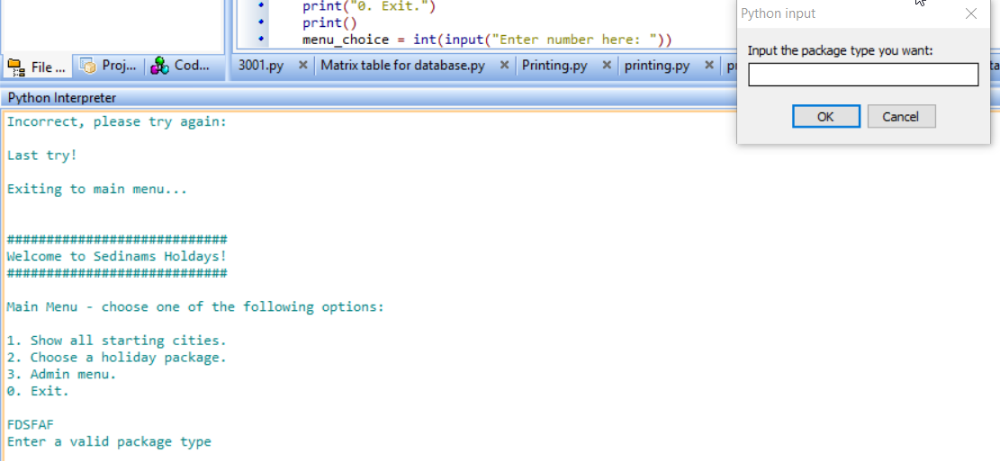 print("0. Exit.")
print()
menu_choice = int(input("Enter number here: "))
File ...
Proj...
Cod...
3001.py
Matrix table for database.py
Printing.py
printing.py
Python Interpreter
Incorrect, please try again:
Last try!
Exiting to main menu...
############################
Welcome to Sedinams Holdays!
############################
Main Menu - choose one of the following options:
1. Show all starting cities.
2. Choose a holiday package.
3. Admin menu.
0. Exit.
FDSFAF
Enter a valid package type
Python input
Input the package type you want:
OK
Cancel